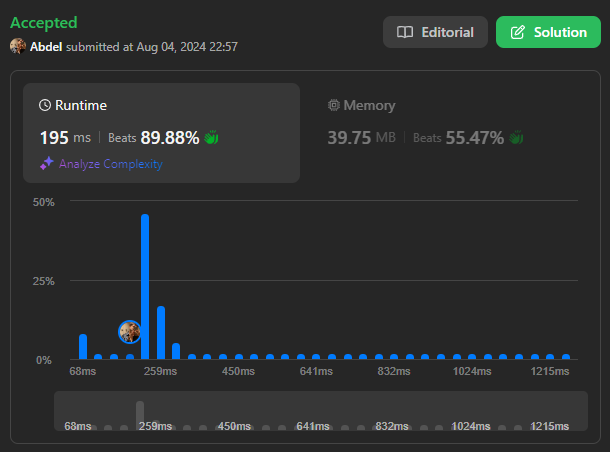 Accepted
Editorial
Solution
Abdel submitted at Aug 04, 2024 22:57
Runtime
Memory
195 ms | Beats 89.88%
39.75 MB | Beats 55.47%
Analyze Complexity
50%
25%
0%
68ms 259ms 450ms 641ms 832ms 1024ms 1215ms
68ms 259ms 450ms 641ms 832ms 1024ms 1215ms